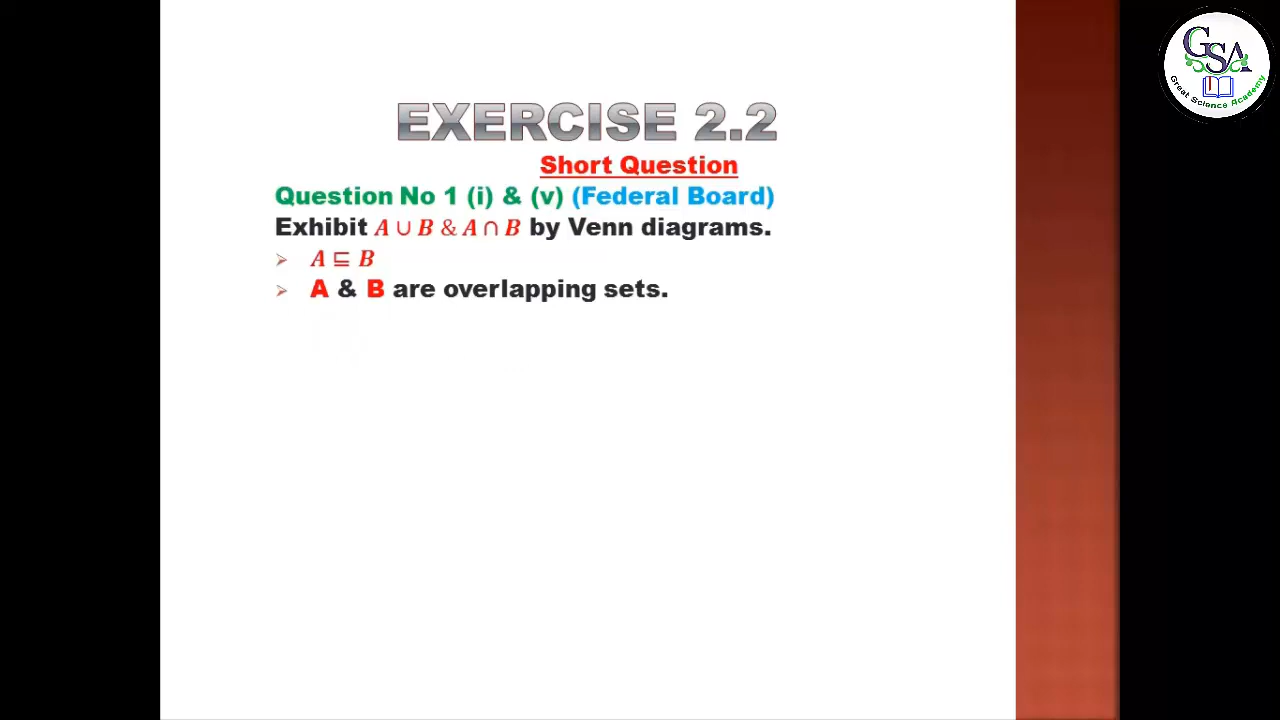 GSA
Great Science Academy
EXERCISE 2.2
Short Question
Question No 1 (i) & (v) (Federal Board)
Exhibit A ∪ B & A ∩ B by Venn diagrams.
➢ A ⊑ B
➢ A & B are overlapping sets.